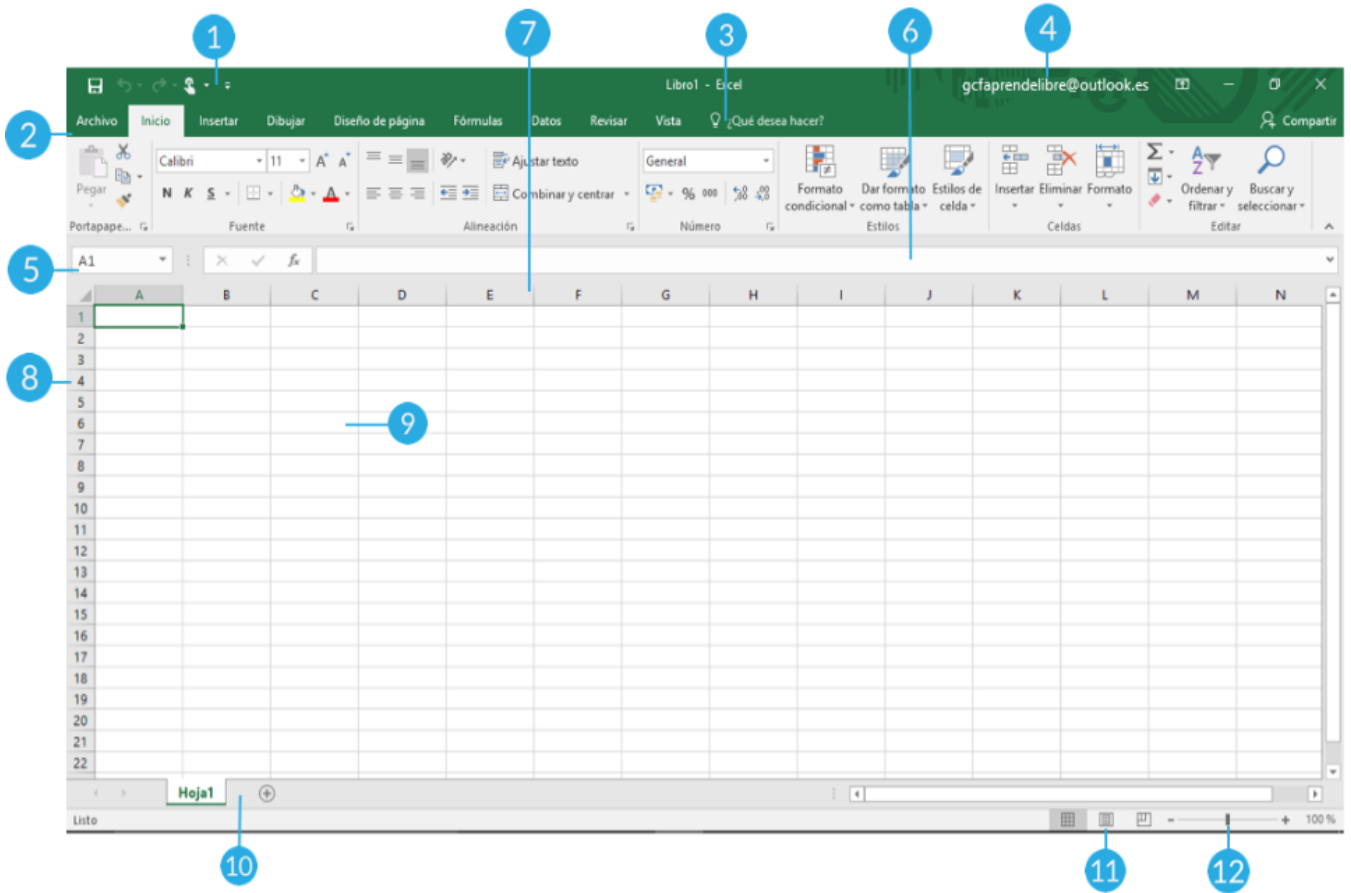 1 7 3 6 4
Libro1 - Excel gcfaprendelibre@outlook.es
2 Archivo Inicio Insertar Dibujar Diseño de página Fórmulas Datos Revisar Vista ¿Qué desea hacer? Compartir
Pegar Calibri 11 A A Ajustar texto General
N K S A Combinar y centrar % 000
Formato condicional Dar formato como tabla Estilos de celda Insertar Eliminar Formato Σ Ordenar y filtrar Buscar y seleccionar
Portapape... Fuente Alineación Número Estilos Celdas Editar
5 A1 fx
A B C D E F G H I J K L M N
1
2
3
8 4
5
6 9
7
8
9
10
11
12
13
14
15
16
17
18
19
20
21
22
Hoja1
Listo 100 %
10 11 12